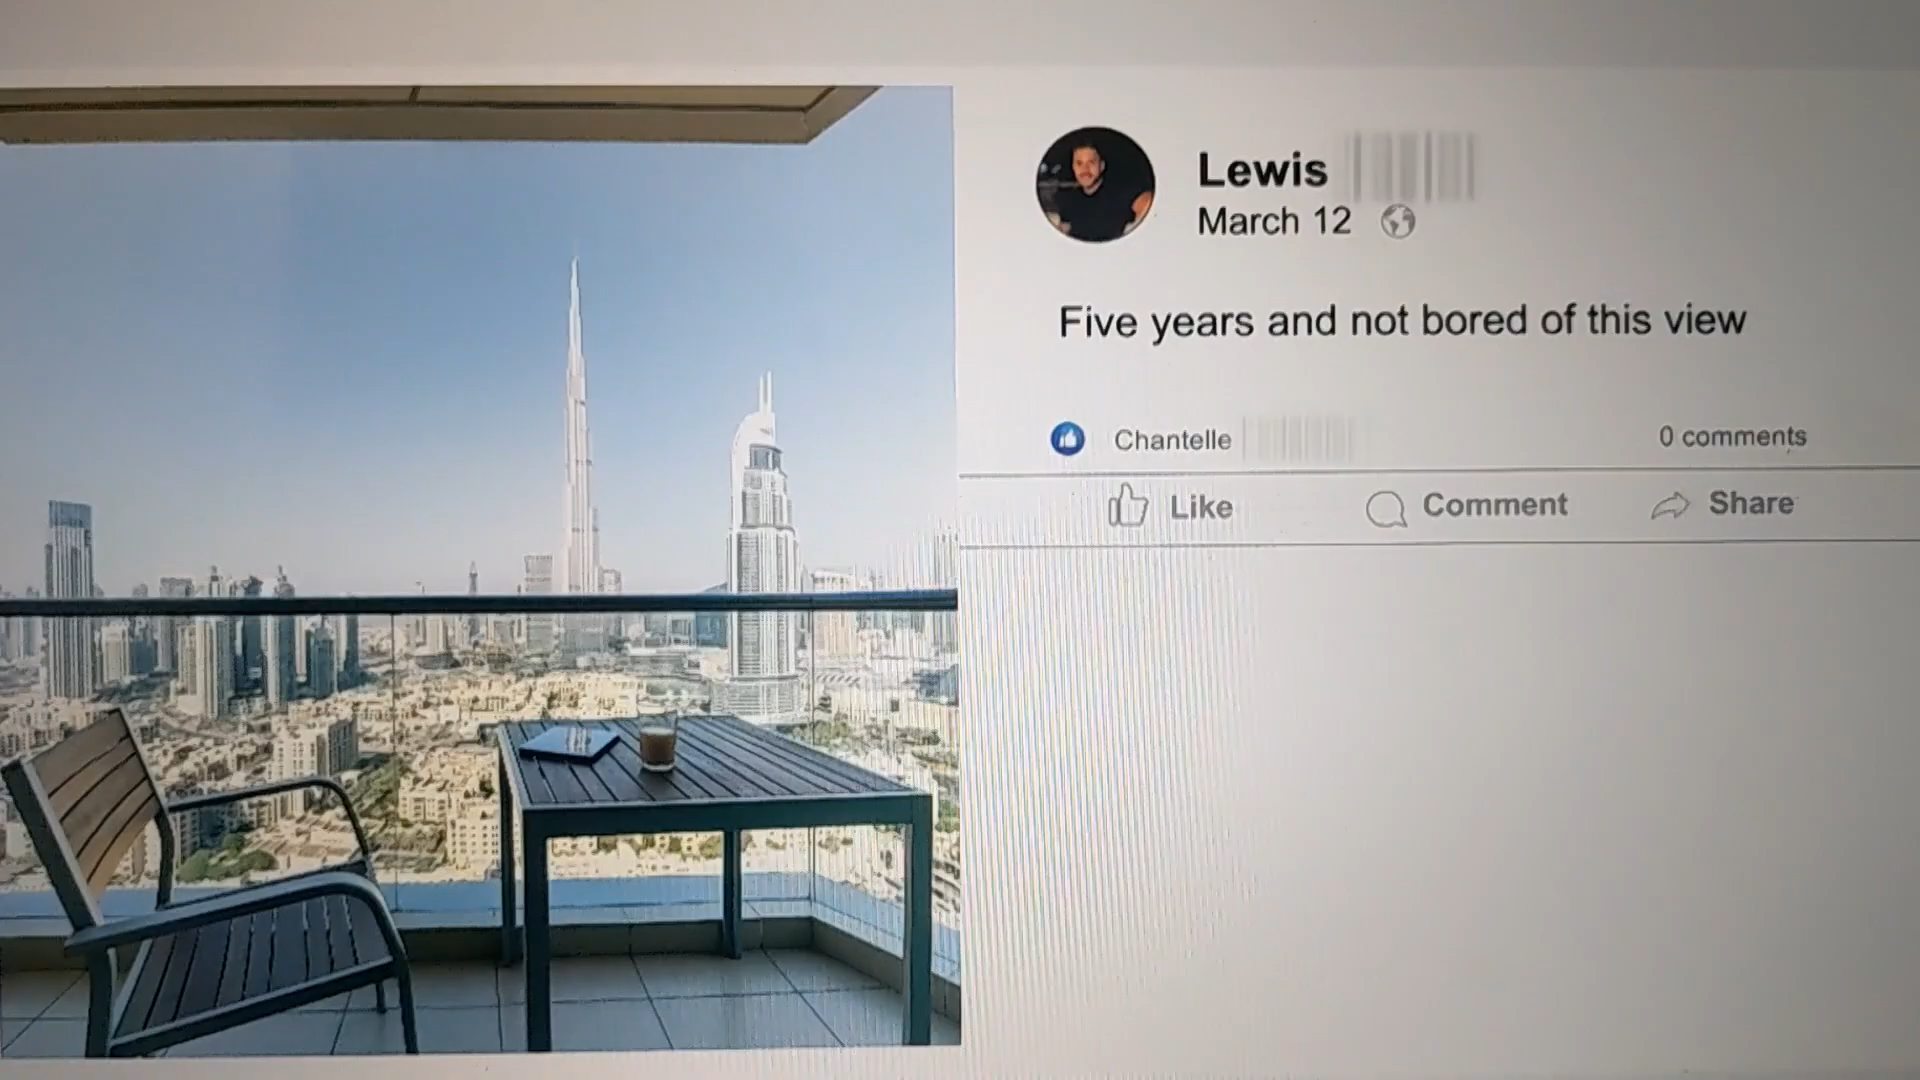 Lewis
March 12
Five years and not bored of this view
Chantelle
0 comments
Like
Comment
Share